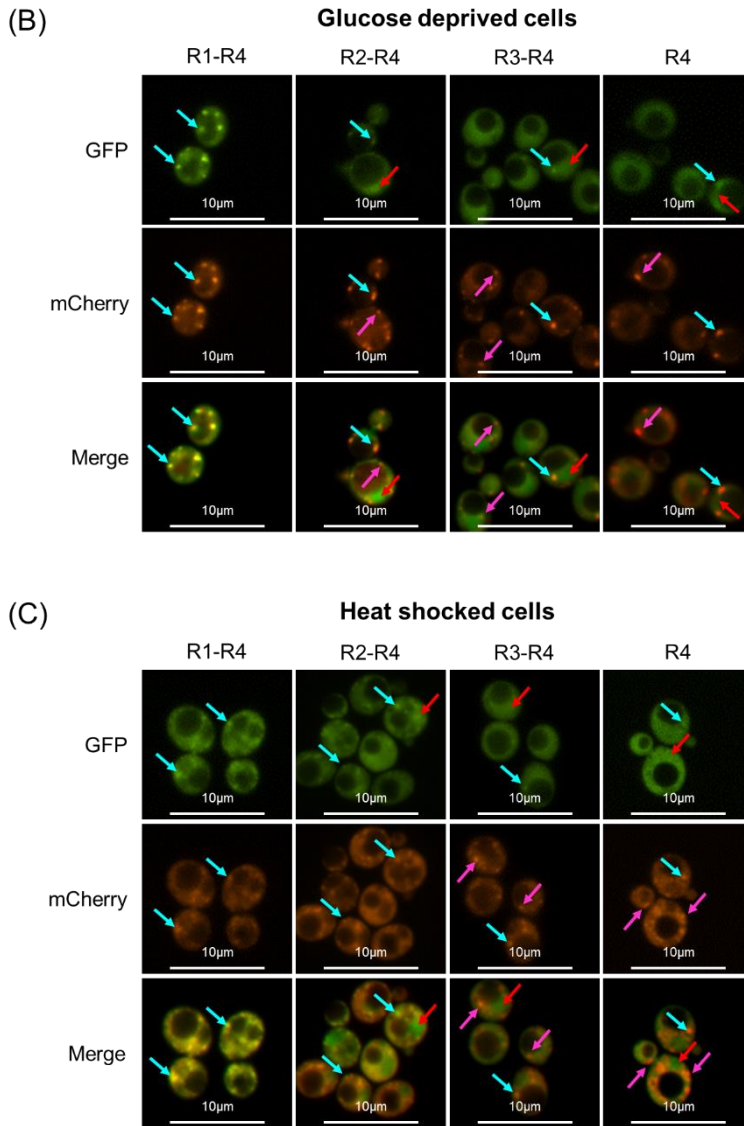 (B)
Glucose deprived cells
R1-R4 R2-R4 R3-R4 R4
GFP
10μm 10μm 10μm 10μm
mCherry
10μm 10μm 10μm 10μm
Merge
10μm 10μm 10μm 10μm
(C)
Heat shocked cells
R1-R4 R2-R4 R3-R4 R4
GFP
10μm 10μm 10μm 10μm
mCherry
10μm 10μm 10μm 10μm
Merge
10μm 10μm 10μm 10μm